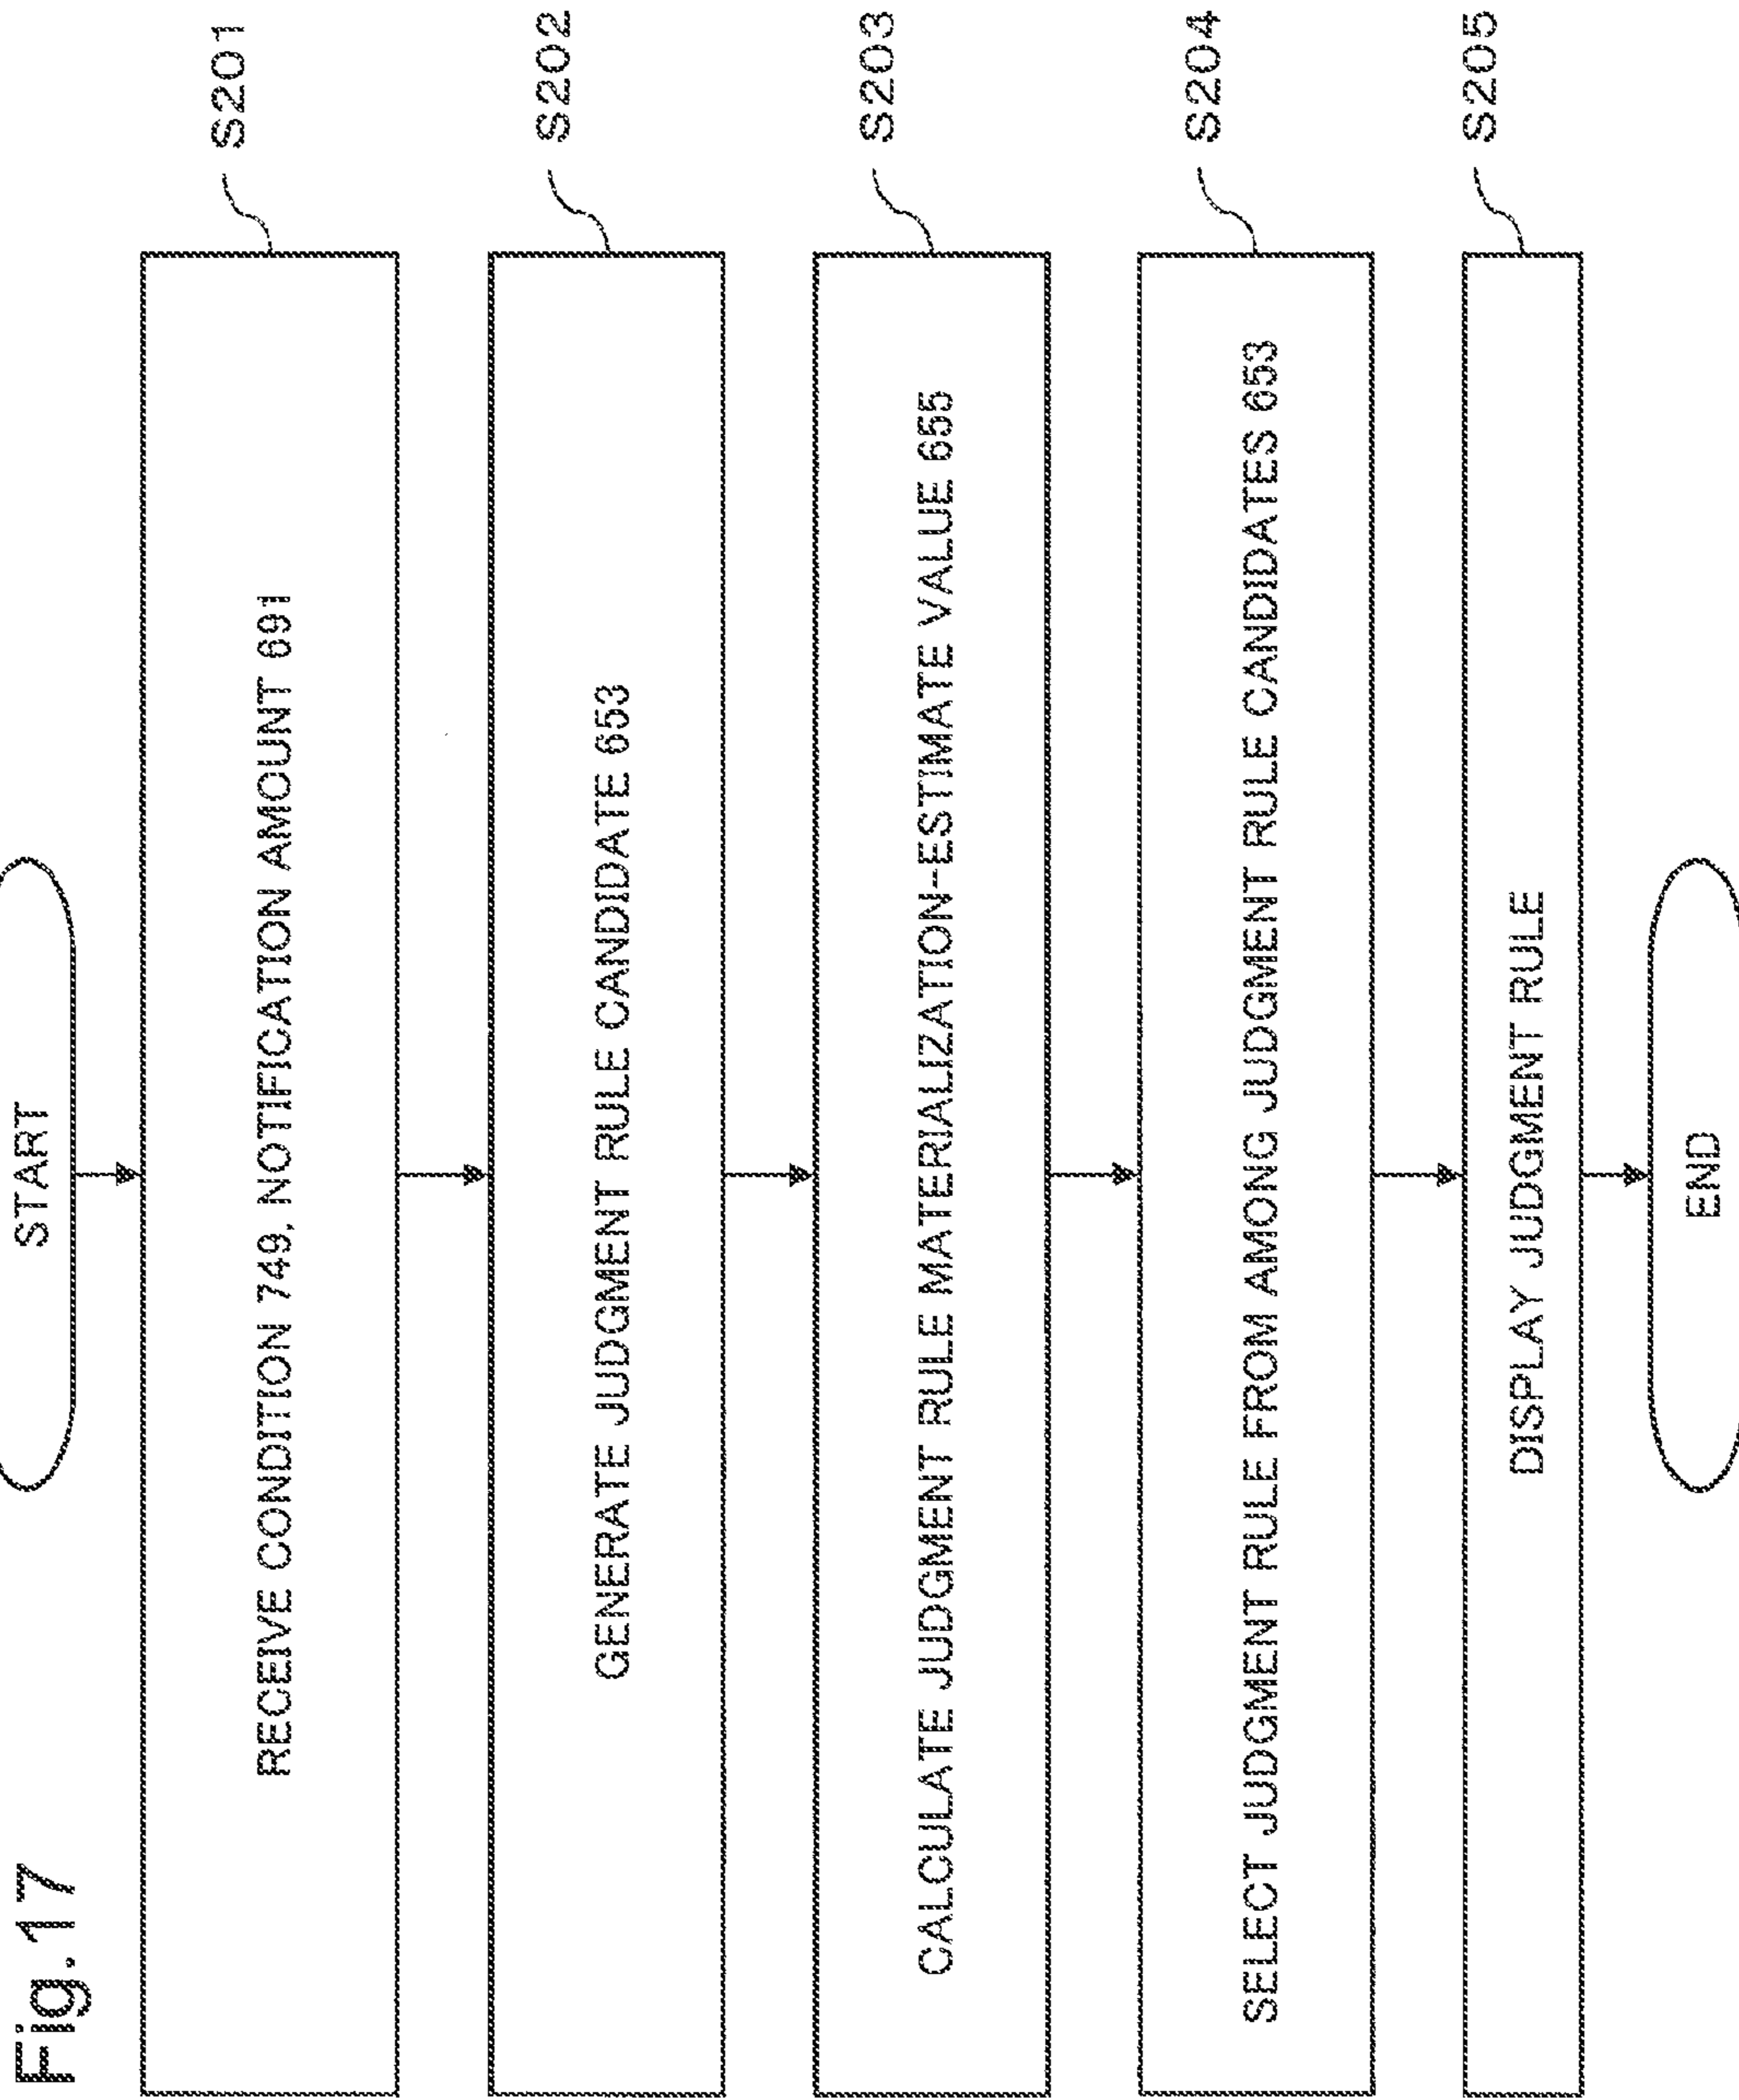 Fig.17
START
RECEIVE CONDITION 749, NOTIFICATION AMOUNT 691
S201
GENERATE JUDGMENT RULE CANDIDATE 653
S202
CALCULATE JUDGMENT RULE MATERIALIZATION-ESTIMATE VALUE 655
S203
SELECT JUDGMENT RULE FROM AMONG JUDGMENT RULE CANDIDATES 653
S204
DISPLAY JUDGMENT RULE
S205
END